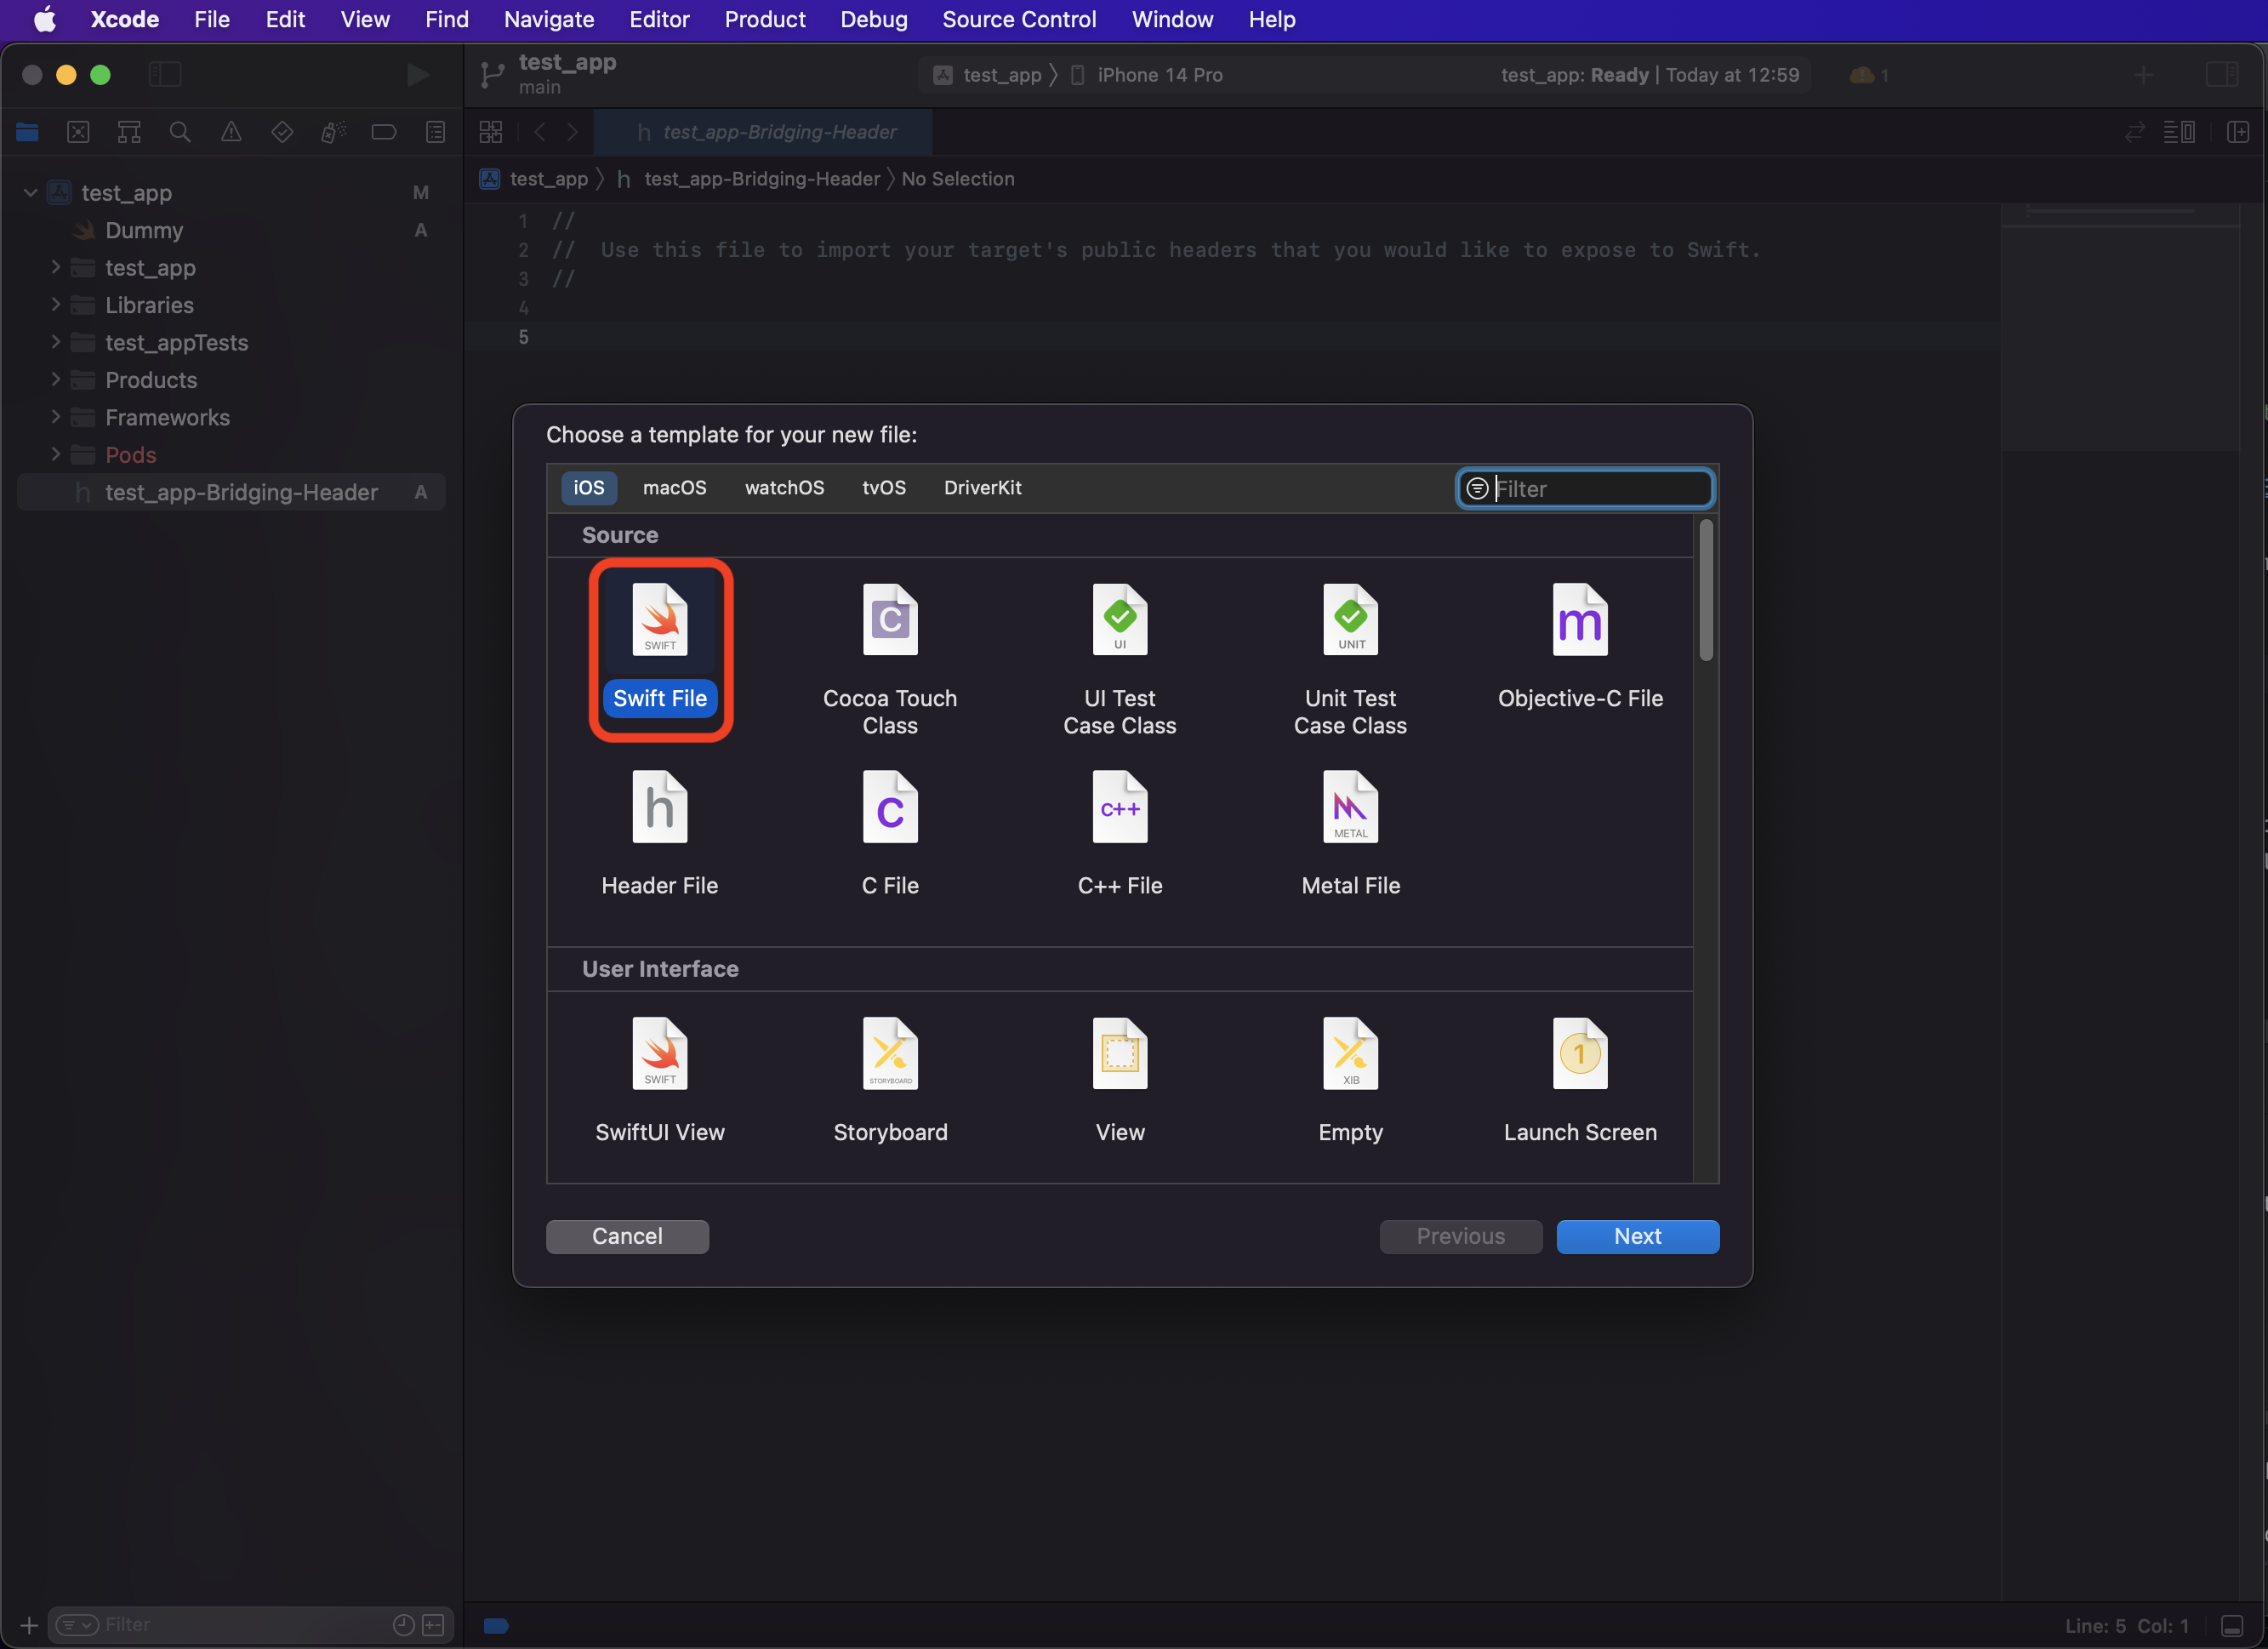 Xcode File Edit View Find Navigate Editor Product Debug Source Control Window Help
test_app
main
test_app iPhone 14 Pro
test_app: Ready | Today at 12:59
1
test_app-Bridging-Header
test_app M
Dummy A
test_app
Libraries
test_appTests
Products
Frameworks
Pods
h test_app-Bridging-Header A
test_app h test_app-Bridging-Header No Selection
1 //
2 // Use this file to import your target's public headers that you would like to expose to Swift.
3 //
4
5
Choose a template for your new file:
iOS macOS watchOS tvOS DriverKit
Filter
Source
SWIFT
Swift File
C
Cocoa Touch
Class
UI
UI Test
Case Class
UNIT
Unit Test
Case Class
m
Objective-C File
h
Header File
C
C File
C++
C++ File
METAL
Metal File
User Interface
SWIFT
SwiftUI View
STORYBOARD
Storyboard
View
XIB
Empty
1
Launch Screen
Cancel
Previous
Next
Filter
Line: 5 Col: 1